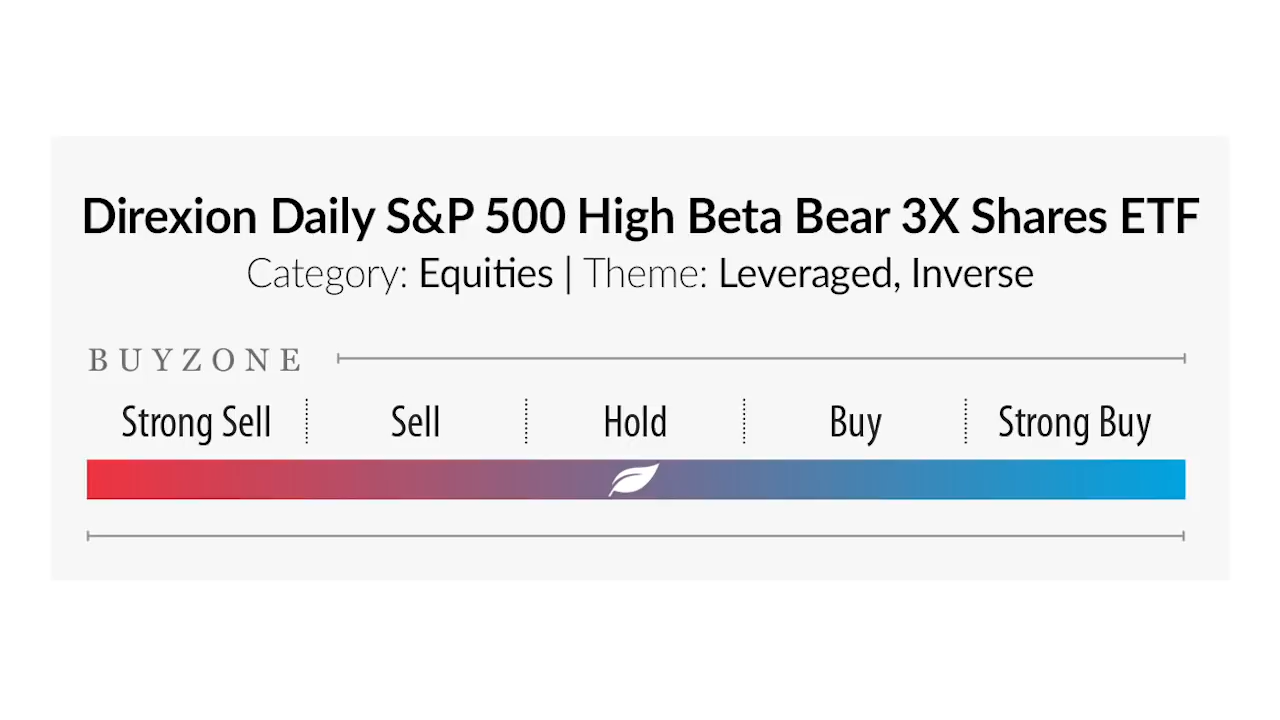 Direxion Daily S&P 500 High Beta Bear 3X Shares ETF
Category: Equities | Theme: Leveraged, Inverse
BUYZONE
Strong Sell Sell Hold Buy Strong Buy